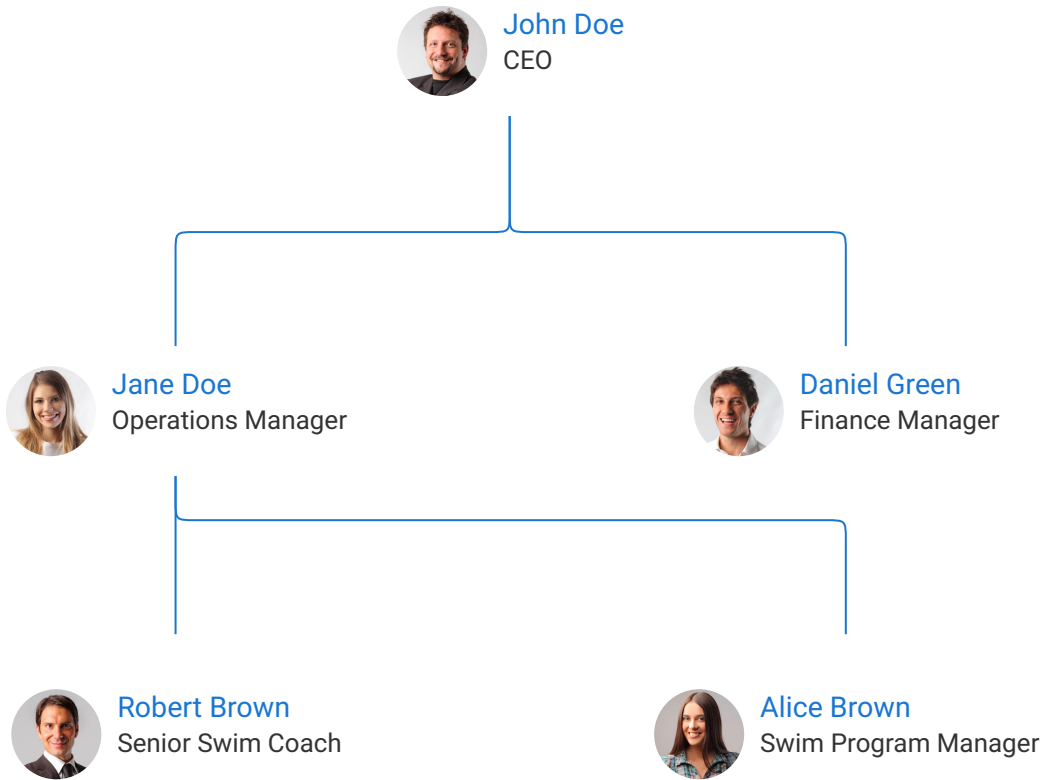 John Doe
CEO
Jane Doe
Operations Manager
Daniel Green
Finance Manager
Robert Brown
Senior Swim Coach
Alice Brown
Swim Program Manager